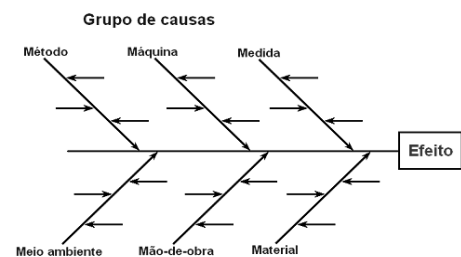 Grupo de causas
Método
Máquina
Medida
Efeito
Meio ambiente
Mão-de-obra
Material